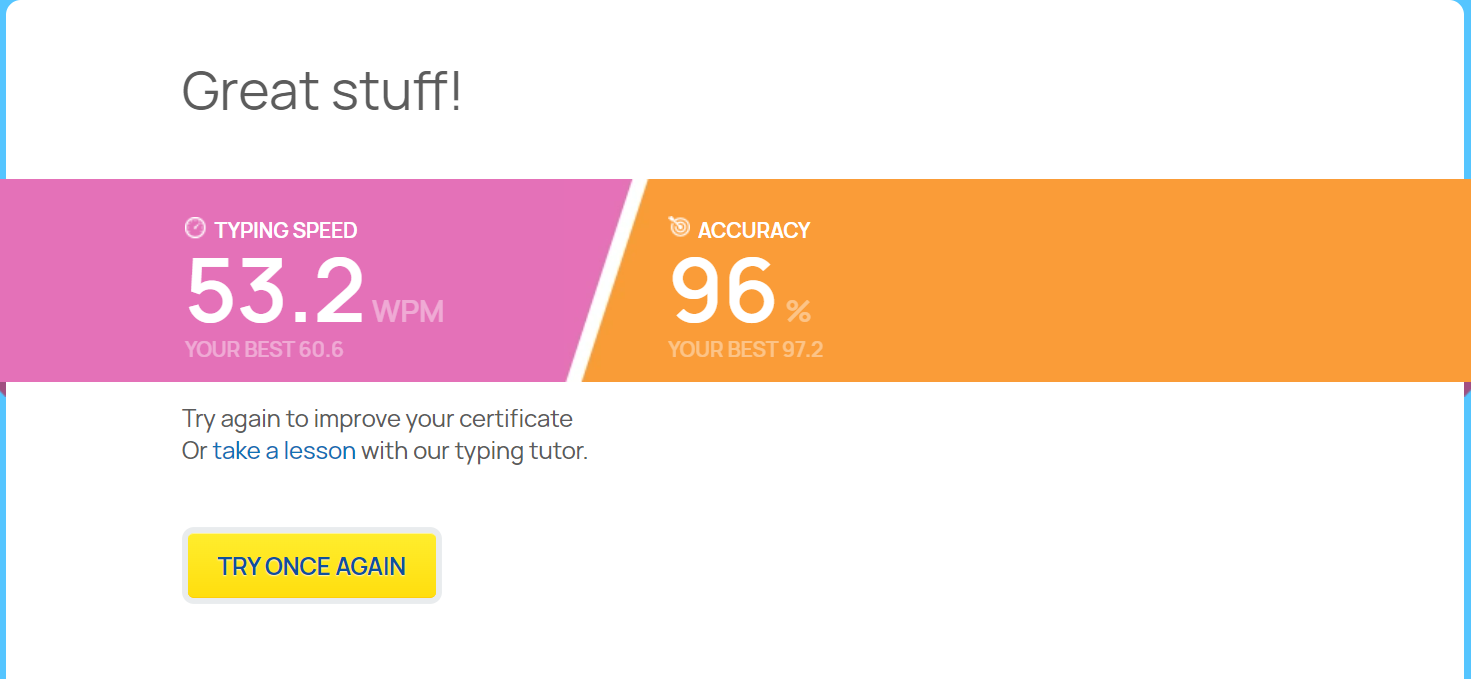 Great stuff!
TYPING SPEED
53.2 WPM
YOUR BEST 60.6
ACCURACY
96 %
YOUR BEST 97.2
Try again to improve your certificate
Or take a lesson with our typing tutor.
TRY ONCE AGAIN